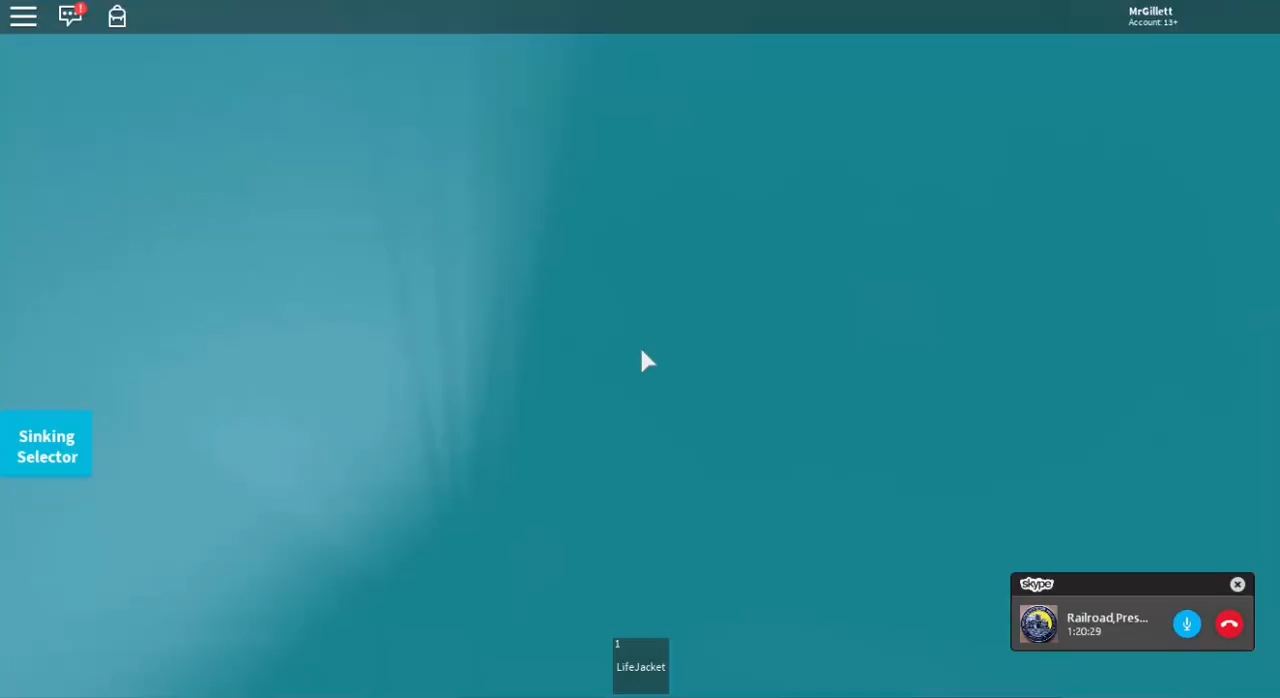 MrGillett
Account: 13+
Sinking
Selector
skype
Railroad,Pres...
1:20:29
1
LifeJacket